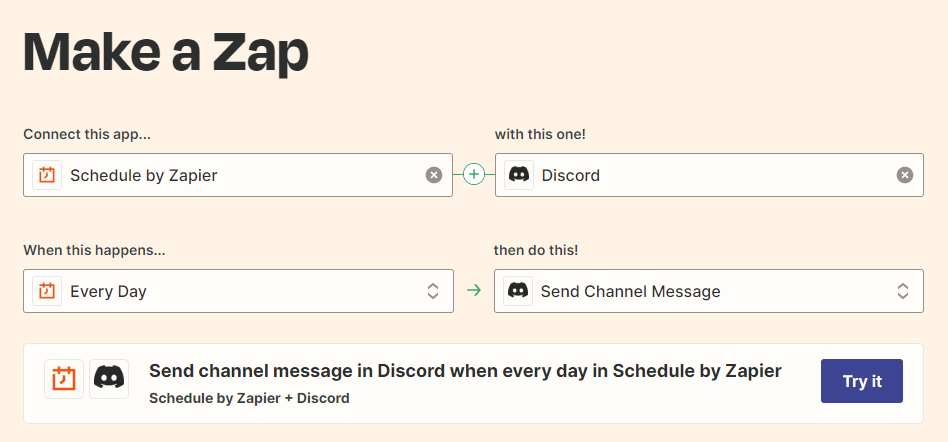 Make a Zap
Connect this app...
with this one!
Schedule by Zapier
Discord
When this happens...
then do this!
Every Day
Send Channel Message
Send channel message in Discord when every day in Schedule by Zapier
Schedule by Zapier + Discord
Try it